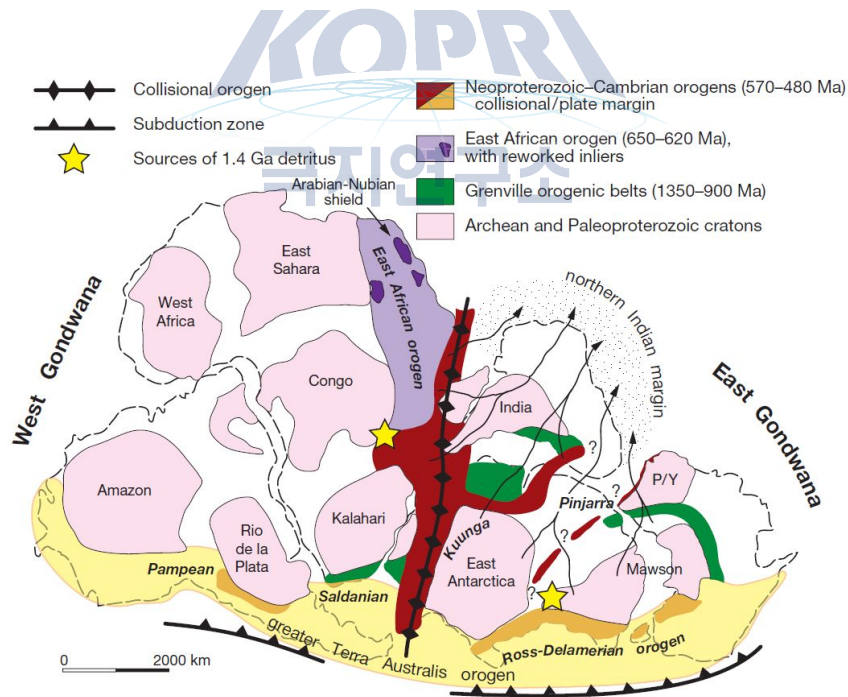 KOPRI
극지연구소
Collisional orogen
Subduction zone
Sources of 1.4 Ga detritus
Neoproterozoic–Cambrian orogens (570–480 Ma)
collisional/plate margin
East African orogen (650–620 Ma),
with reworked inliers
Grenville orogenic belts (1350–900 Ma)
Archean and Paleoproterozoic cratons
Arabian-Nubian
shield
East
Sahara
East African orogen
West
Africa
northern Indian margin
West Gondwana
East Gondwana
Congo
India
?
Amazon
P/Y
?
Pinjarra
Kalahari
Rio
de la
Plata
Kuunga
?
East
Antarctica
Mawson
?
Pampean
Saldanian
greater Terra Australis orogen
Ross-Delamerian orogen
0 2000 km